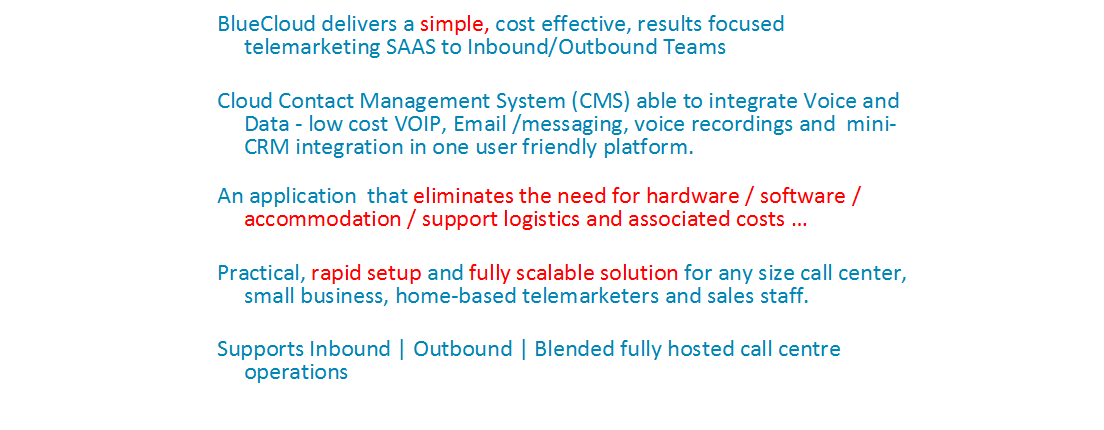 BlueCloud delivers a simple, cost effective, results focused
telemarketing SAAS to Inbound/Outbound Teams
Cloud Contact Management System (CMS) able to integrate Voice and
Data - low cost VOIP, Email /messaging, voice recordings and  mini-
CRM integration in one user friendly platform.
An application  that eliminates the need for hardware / software /
accommodation / support logistics and associated costs ...
Practical, rapid setup and fully scalable solution for any size call center,
small business, home-based telemarketers and sales staff.
Supports Inbound | Outbound | Blended fully hosted call centre
operations